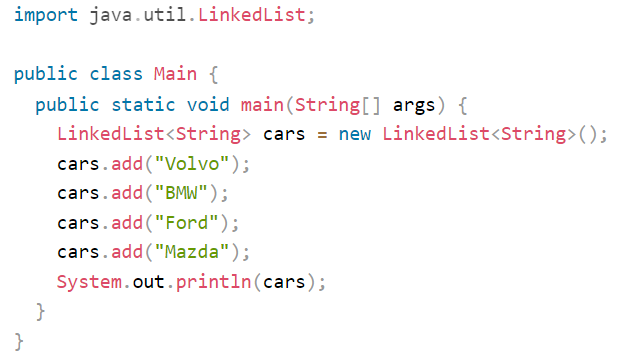 import java.util.LinkedList;

public class Main {
  public static void main(String[] args) {
    LinkedList<String> cars = new LinkedList<String>();
    cars.add("Volvo");
    cars.add("BMW");
    cars.add("Ford");
    cars.add("Mazda");
    System.out.println(cars);
  }
}